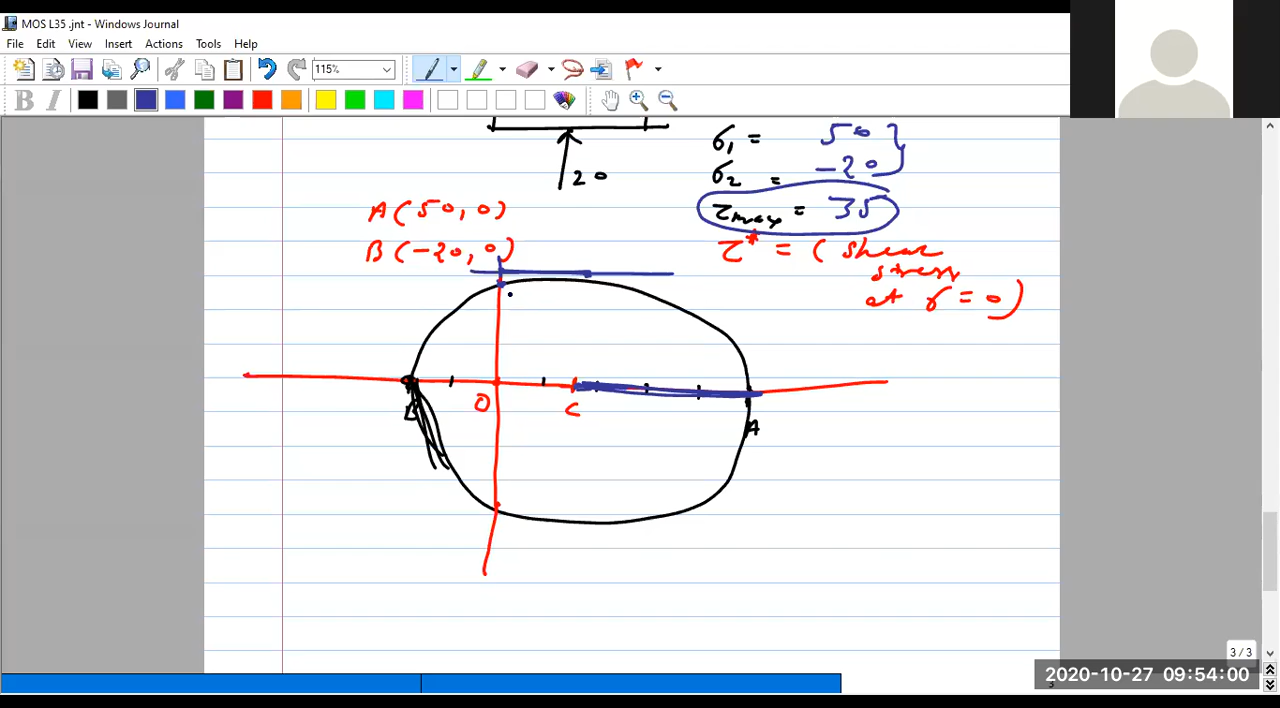 MOS L35 .jnt - Windows Journal
File Edit View Insert Actions Tools Help
115%
B I
20
σ1 = 50
σ2 = -20
τmax = 35
A(50,0)
B(-20,0)
τ* = (shear
stress
at σ = 0)
B
O
C
A
3/3
2020-10-27 09:54:00